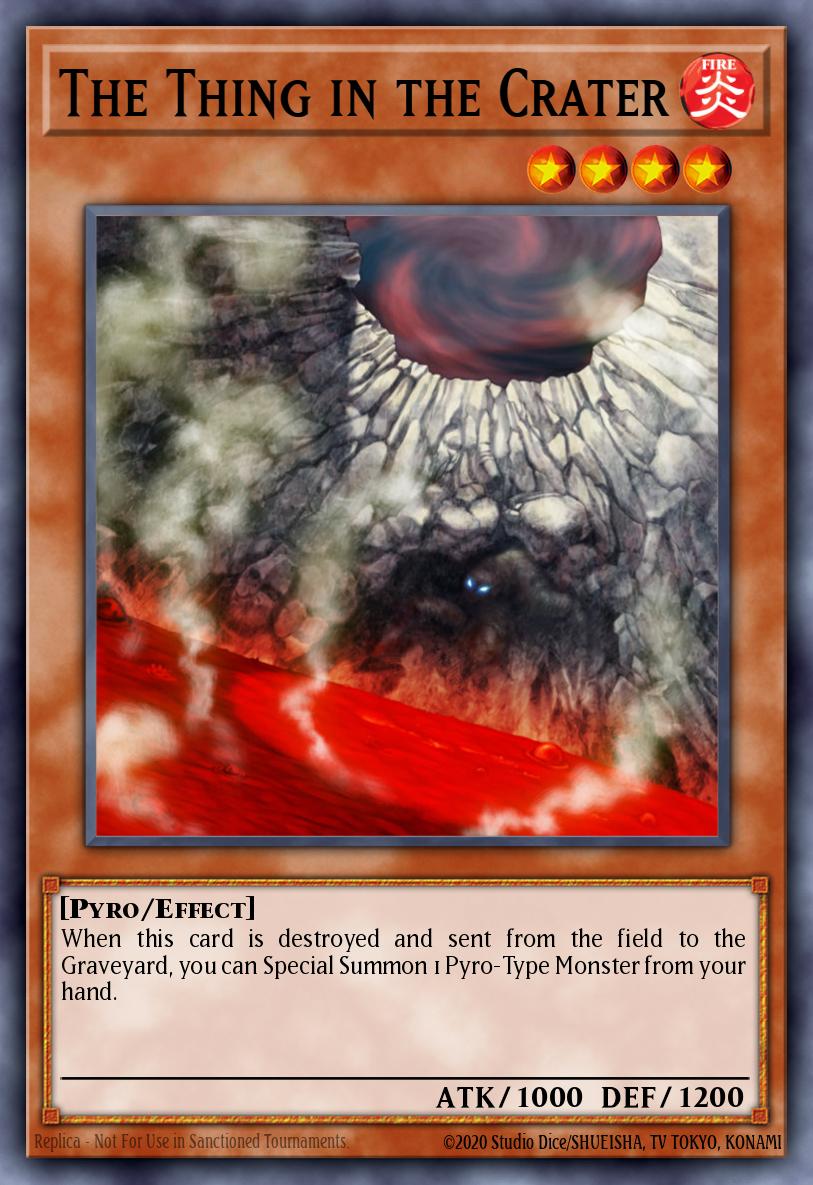 The Thing in the Crater
FIRE
炎
[Pyro/Effect]
When this card is destroyed and sent from the field to the
Graveyard, you can Special Summon 1 Pyro-Type Monster from your
hand.
ATK/1000 DEF/1200
Replica - Not For Use in Sanctioned Tournaments.
©2020 Studio Dice/SHUEISHA, TV TOKYO, KONAMI